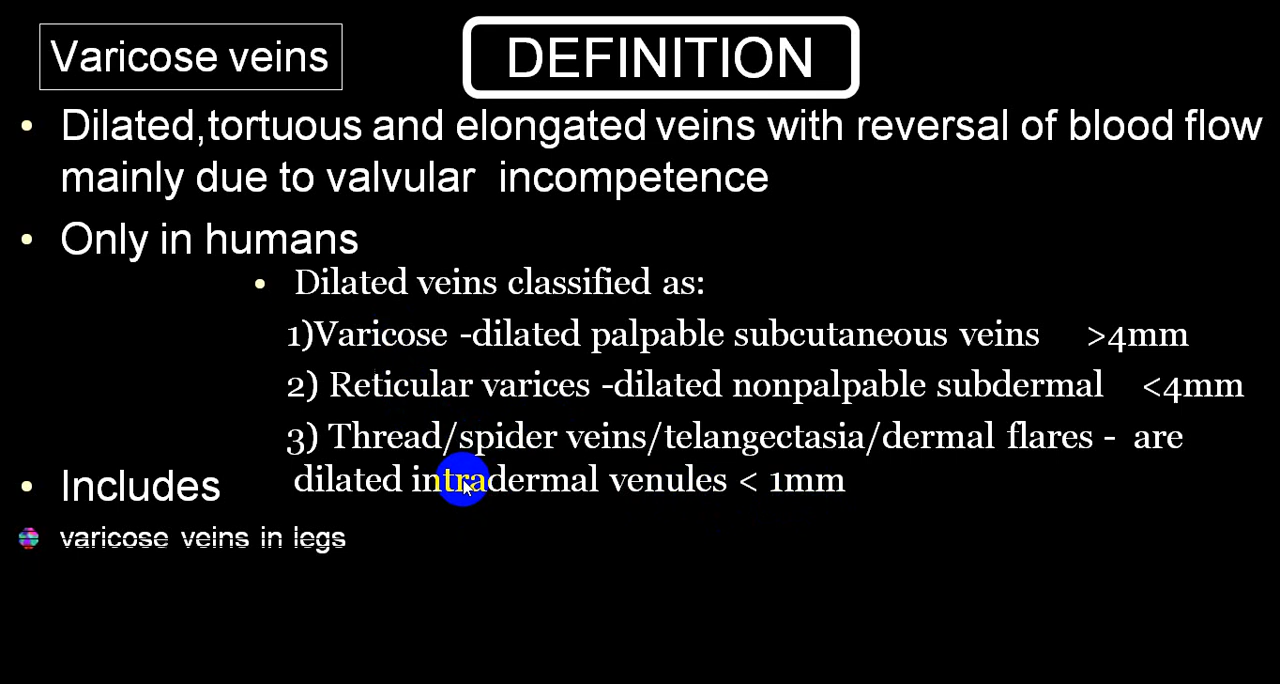 Varicose veins
DEFINITION
• Dilated,tortuous and elongated veins with reversal of blood flow
mainly due to valvular incompetence
• Only in humans
• Dilated veins classified as:
1)Varicose -dilated palpable subcutaneous veins >4mm
2) Reticular varices -dilated nonpalpable subdermal <4mm
3) Thread/spider veins/telangectasia/dermal flares - are
dilated intradermal venules < 1mm
• Includes
varicose veins in legs